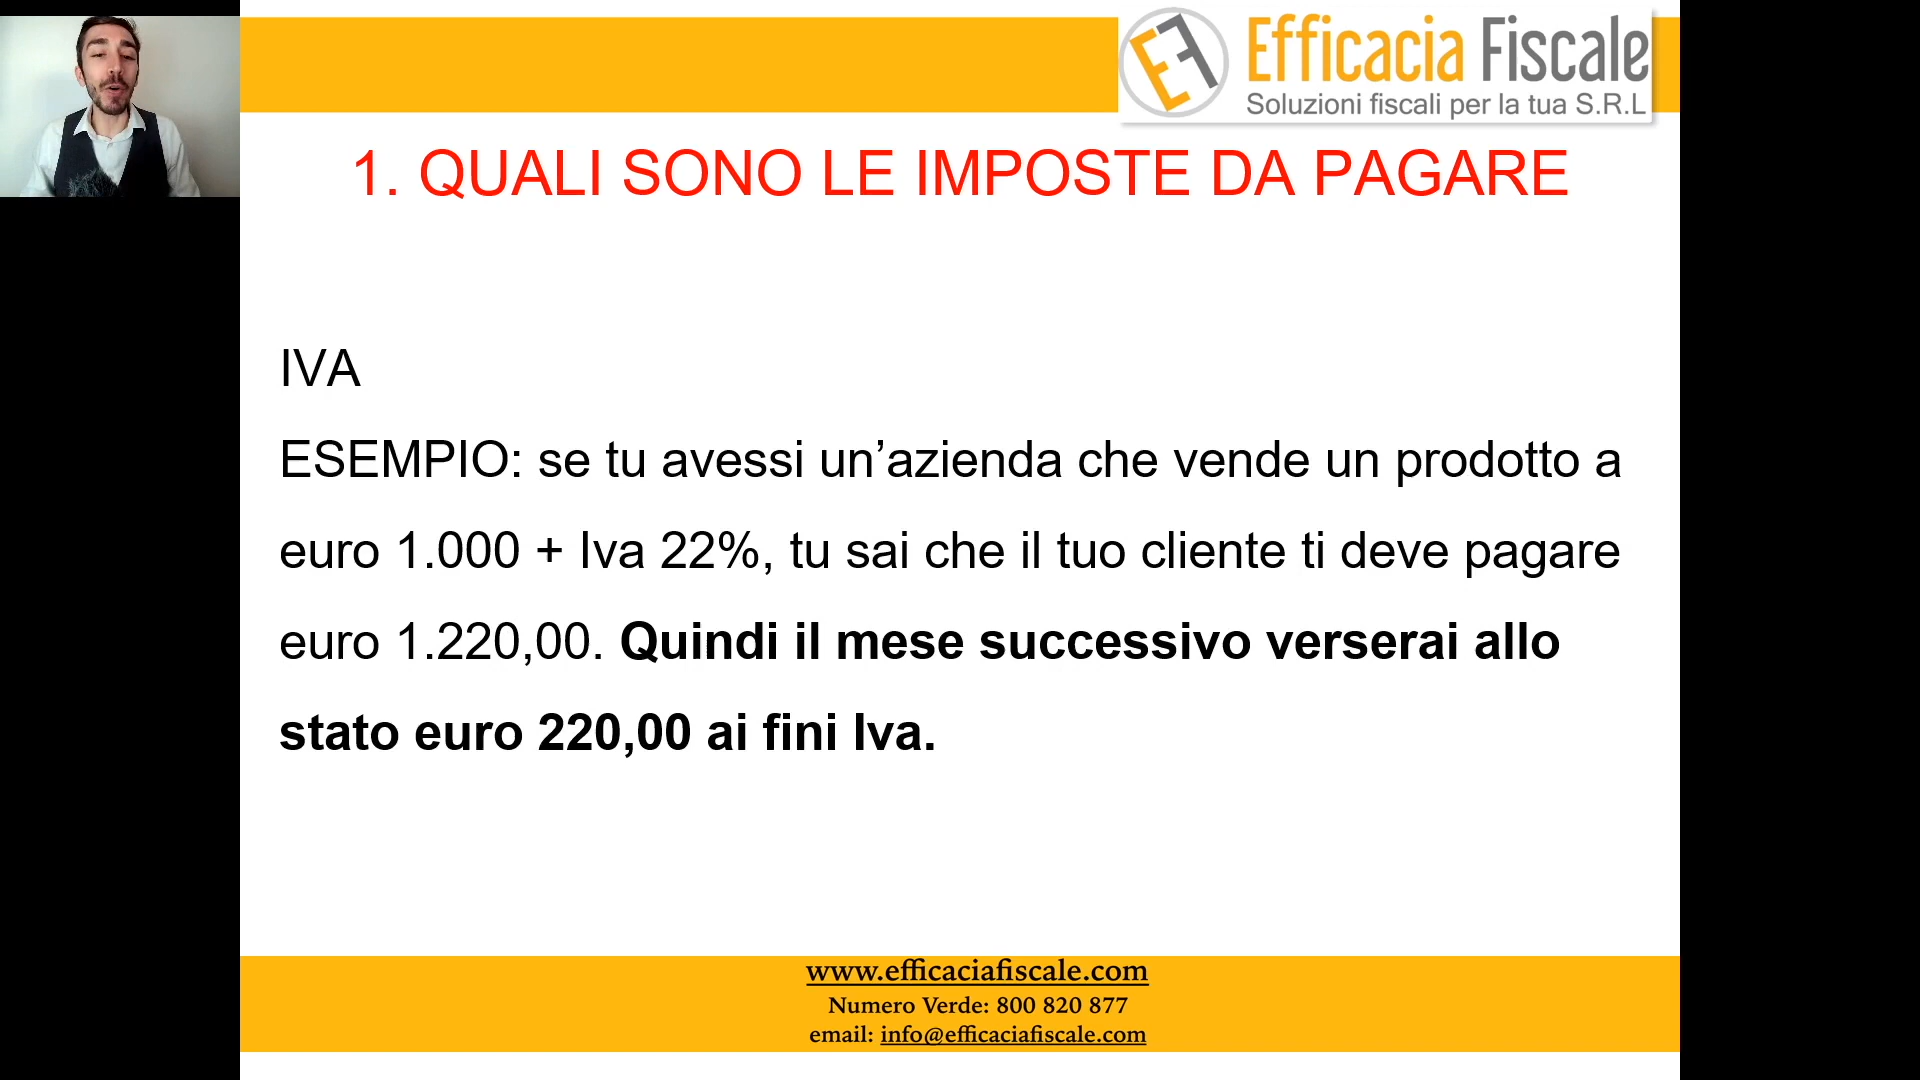 Efficacia Fiscale
Soluzioni fiscali per la tua S.R.L
1. QUALI SONO LE IMPOSTE DA PAGARE
IVA
ESEMPIO: se tu avessi un’azienda che vende un prodotto a
euro 1.000 + Iva 22%, tu sai che il tuo cliente ti deve pagare
euro 1.220,00. Quindi il mese successivo verserai allo
stato euro 220,00 ai fini Iva.
www.efficaciafiscale.com
Numero Verde: 800 820 877
email: info@efficaciafiscale.com